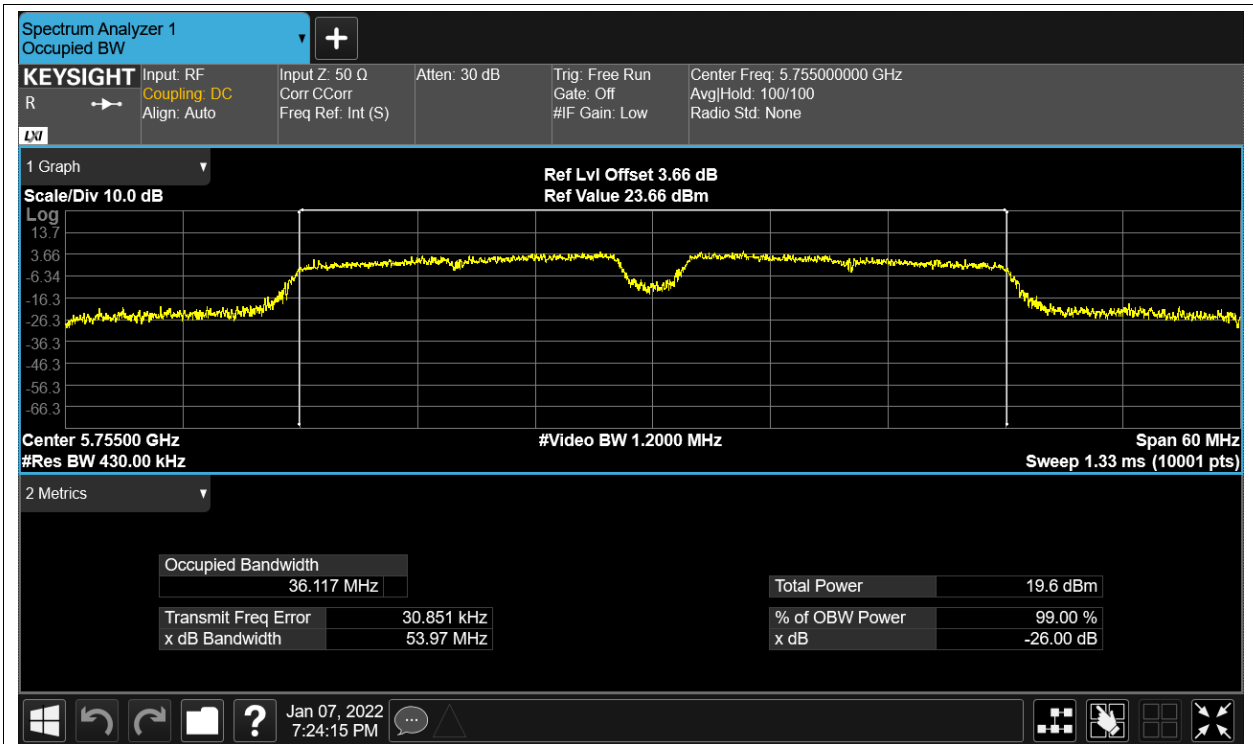 Spectrum Analyzer 1
Occupied BW
KEYSIGHT
R
LXI
Input: RF
Coupling: DC
Align: Auto
Input Z: 50 Ω
Corr CCorr
Freq Ref: Int (S)
Atten: 30 dB
Trig: Free Run
Gate: Off
#IF Gain: Low
Center Freq: 5.755000000 GHz
Avg|Hold: 100/100
Radio Std: None
1 Graph
Scale/Div 10.0 dB
Ref Lvl Offset 3.66 dB
Ref Value 23.66 dBm
Log
13.7
3.66
-6.34
-16.3
-26.3
-36.3
-46.3
-56.3
-66.3
Center 5.75500 GHz
#Video BW 1.2000 MHz
Span 60 MHz
#Res BW 430.00 kHz
Sweep 1.33 ms (10001 pts)
2 Metrics
Occupied Bandwidth
36.117 MHz
Transmit Freq Error 30.851 kHz
x dB Bandwidth 53.97 MHz
Total Power 19.6 dBm
% of OBW Power 99.00 %
x dB -26.00 dB
?
Jan 07, 2022
7:24:15 PM